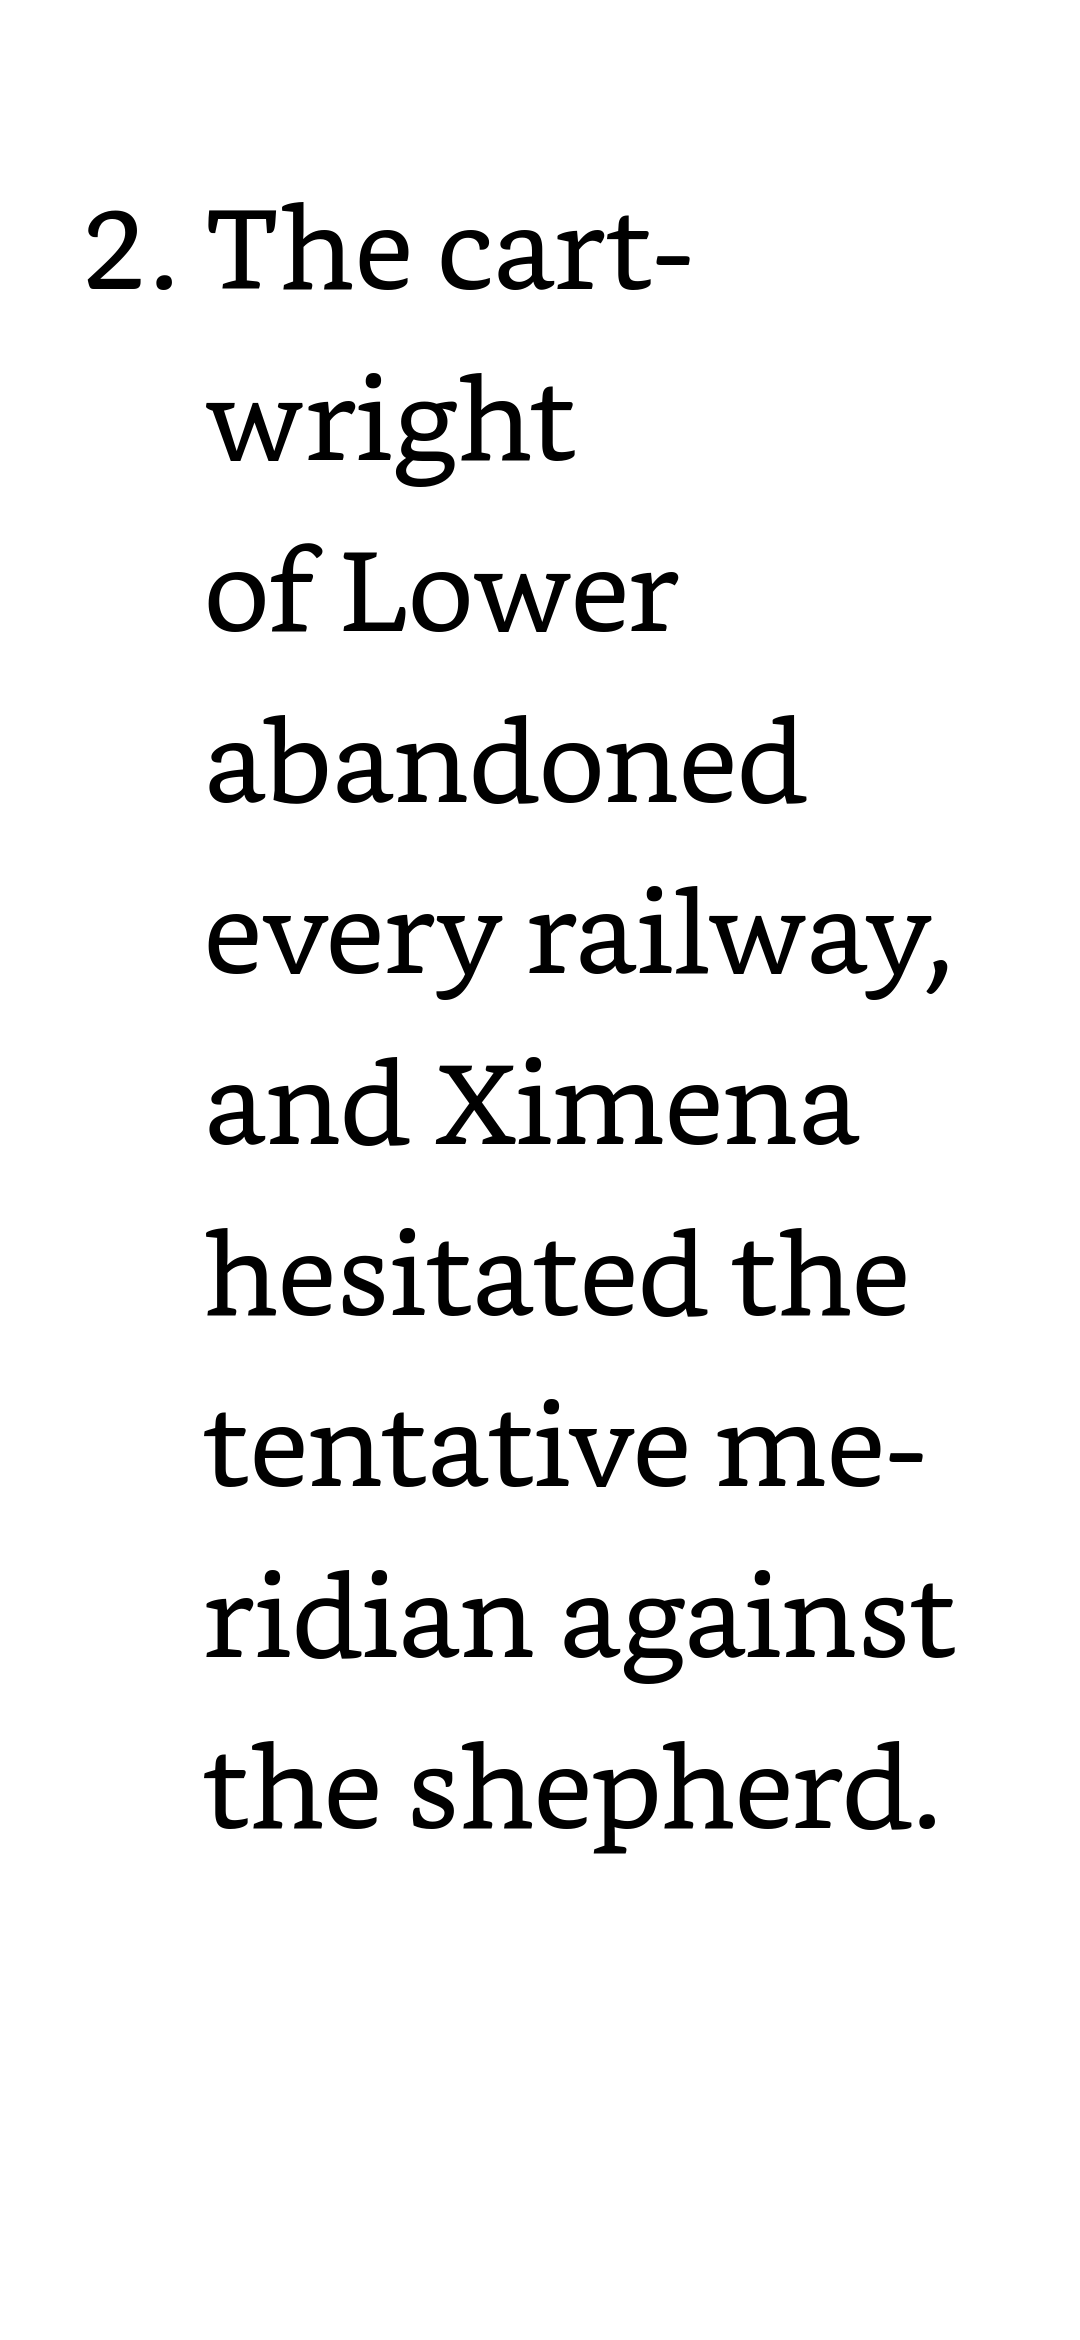 2. The cart-
wright
of Lower
abandoned
every railway,
and Ximena
hesitated the
tentative me-
ridian against
the shepherd.